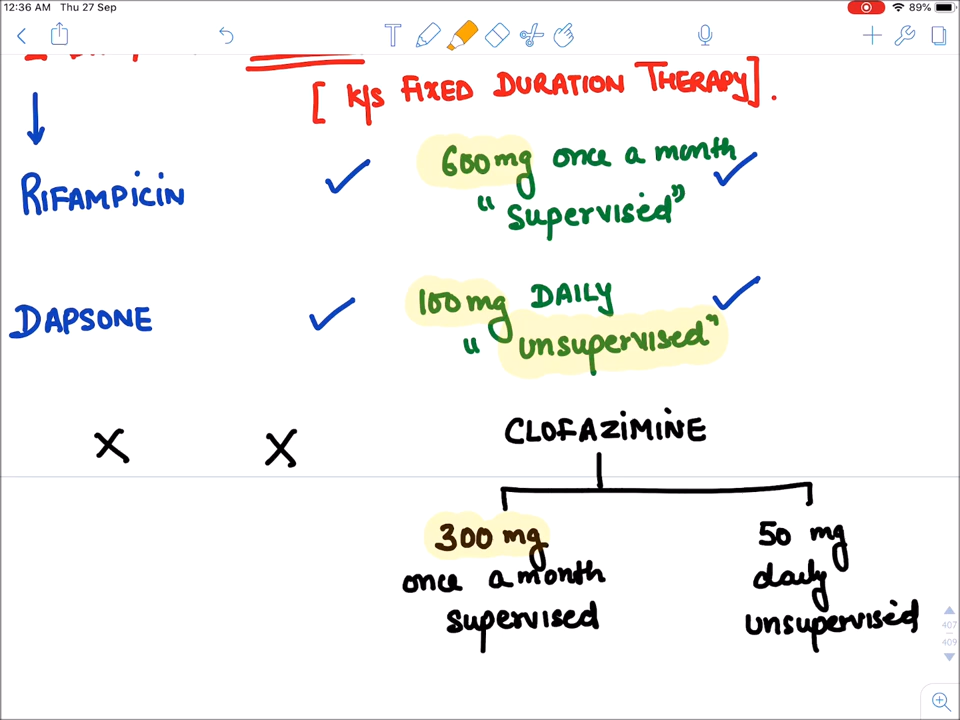 12:36 AM Thu 27 Sep
89%
T
[ K/S FIXED DURATION THERAPY].
RIFAMPICIN
600mg once a month
"supervised"
DAPSONE
100mg DAILY
"unsupervised"
X X
CLOFAZIMINE
300 mg
once a month
supervised
50 mg
daily
unsupervised
407
409